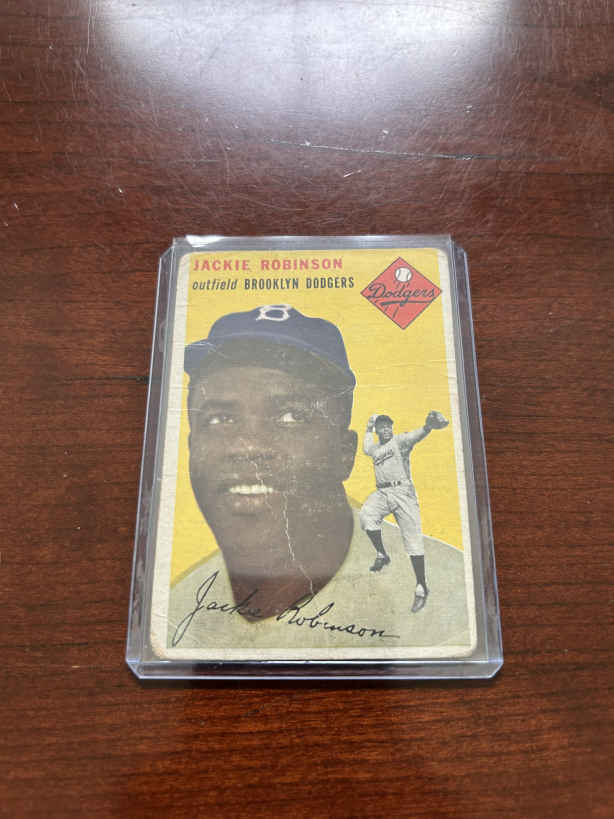 JACKIE ROBINSON
outfield BROOKLYN DODGERS
Dodgers
B
Jackie Robinson